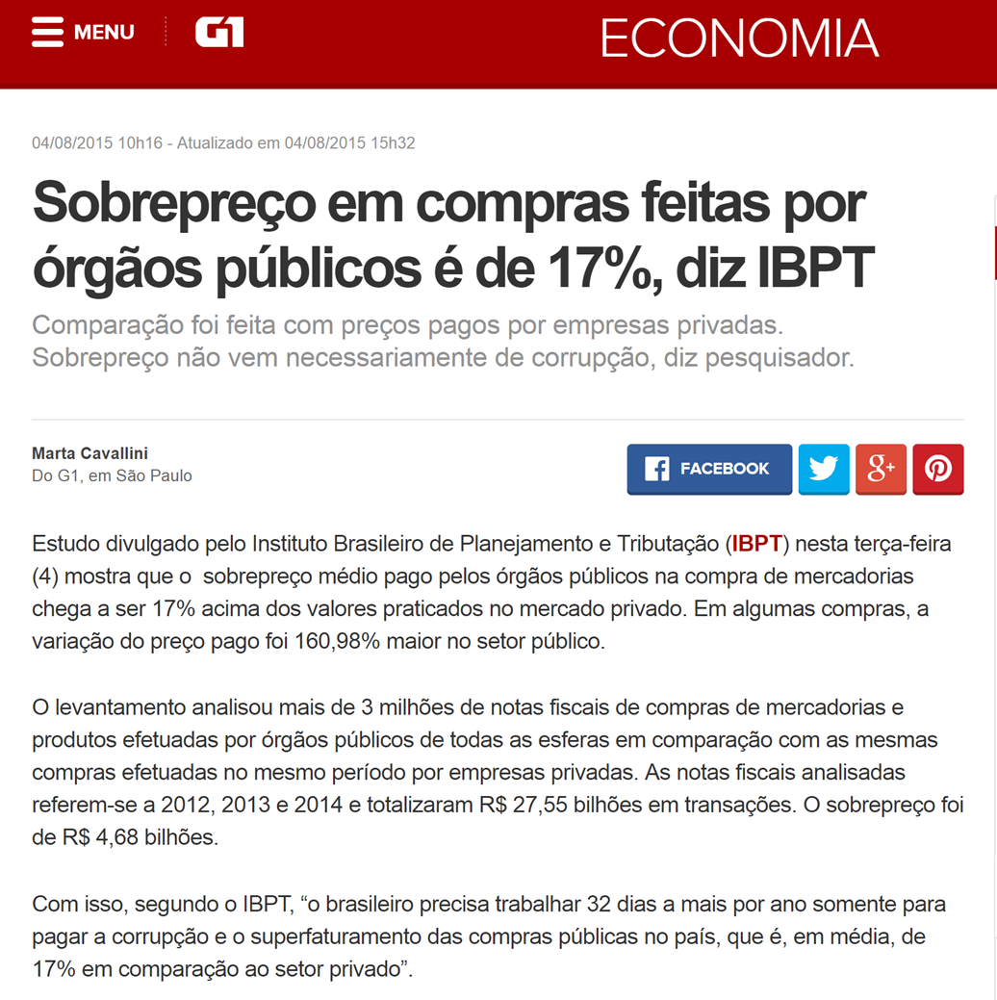 MENU G1 ECONOMIA
04/08/2015 10h16 - Atualizado em 04/08/2015 15h32
Sobrepreço em compras feitas por
órgãos públicos é de 17%, diz IBPT
Comparação foi feita com preços pagos por empresas privadas.
Sobrepreço não vem necessariamente de corrupção, diz pesquisador.
Marta Cavallini
Do G1, em São Paulo
FACEBOOK g+
Estudo divulgado pelo Instituto Brasileiro de Planejamento e Tributação (IBPT) nesta terça-feira
(4) mostra que o  sobrepreço médio pago pelos órgãos públicos na compra de mercadorias
chega a ser 17% acima dos valores praticados no mercado privado. Em algumas compras, a
variação do preço pago foi 160,98% maior no setor público.
O levantamento analisou mais de 3 milhões de notas fiscais de compras de mercadorias e
produtos efetuadas por órgãos públicos de todas as esferas em comparação com as mesmas
compras efetuadas no mesmo período por empresas privadas. As notas fiscais analisadas
referem-se a 2012, 2013 e 2014 e totalizaram R$ 27,55 bilhões em transações. O sobrepreço foi
de R$ 4,68 bilhões.
Com isso, segundo o IBPT, “o brasileiro precisa trabalhar 32 dias a mais por ano somente para
pagar a corrupção e o superfaturamento das compras públicas no país, que é, em média, de
17% em comparação ao setor privado”.